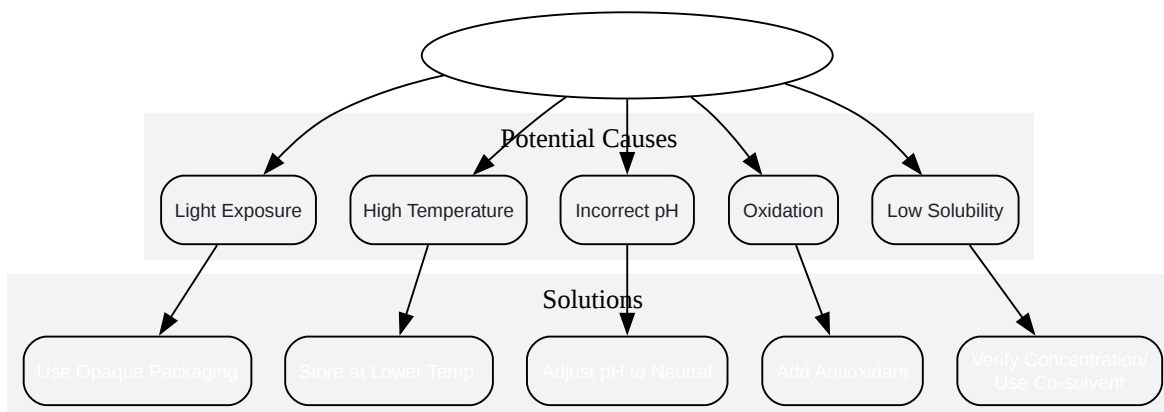 Potential Causes
Light Exposure
High Temperature
Incorrect pH
Oxidation
Low Solubility
Solutions
Use Opaque Packaging
Store at Lower Temp.
Adjust pH to Neutral
Add Antioxidant
Verify Concentration/
Use Co-solvent